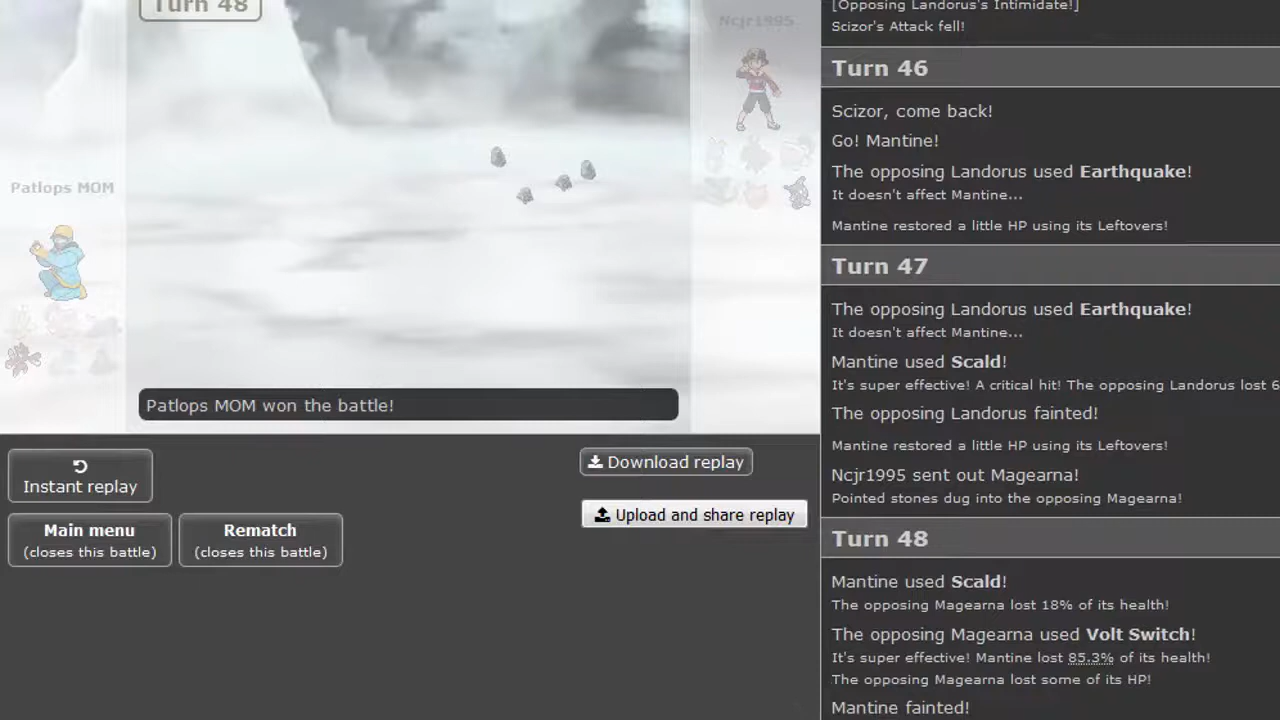 Turn 48
Ncjr1995
Patlops MOM
Patlops MOM won the battle!
Instant replay
Main menu
(closes this battle)
Rematch
(closes this battle)
Download replay
Upload and share replay
[Opposing Landorus's Intimidate!]
Scizor's Attack fell!
Turn 46
Scizor, come back!
Go! Mantine!
The opposing Landorus used Earthquake!
It doesn't affect Mantine...
Mantine restored a little HP using its Leftovers!
Turn 47
The opposing Landorus used Earthquake!
It doesn't affect Mantine...
Mantine used Scald!
It's super effective! A critical hit! The opposing Landorus lost 6
The opposing Landorus fainted!
Mantine restored a little HP using its Leftovers!
Ncjr1995 sent out Magearna!
Pointed stones dug into the opposing Magearna!
Turn 48
Mantine used Scald!
The opposing Magearna lost 18% of its health!
The opposing Magearna used Volt Switch!
It's super effective! Mantine lost 85.3% of its health!
The opposing Magearna lost some of its HP!
Mantine fainted!